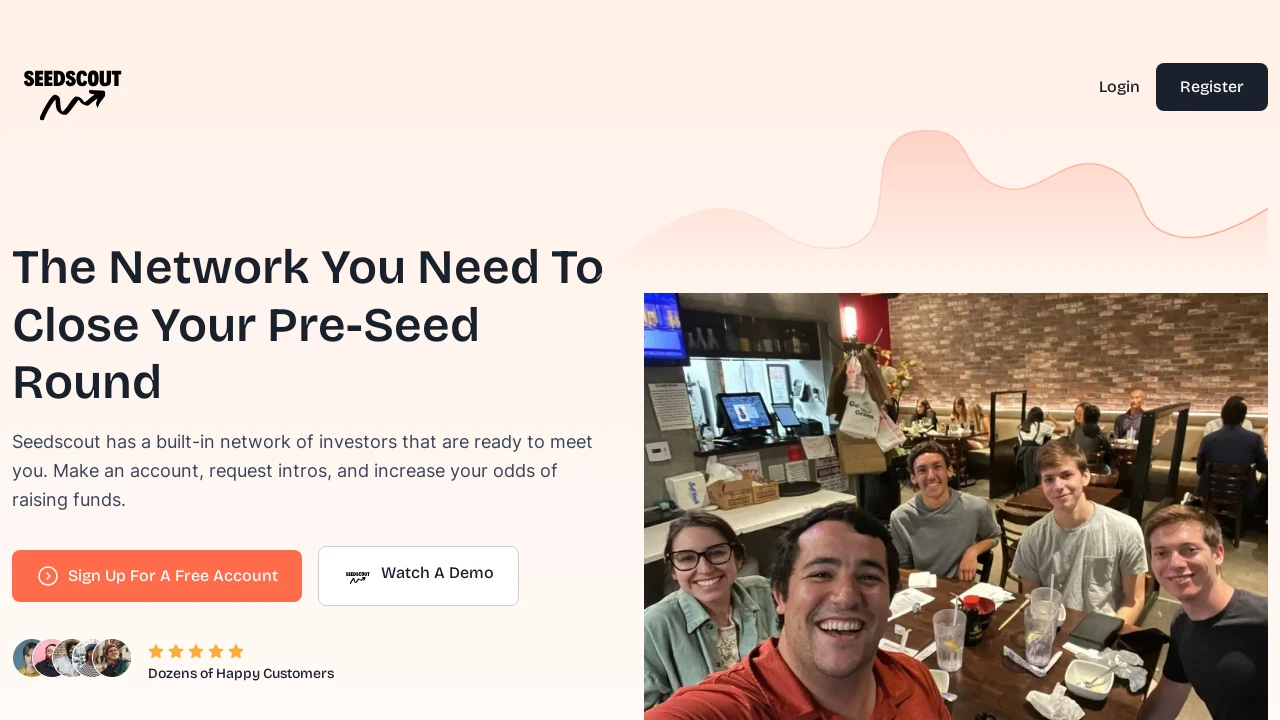 SEEDSCOUT
Login
Register
The Network You Need To
Close Your Pre-Seed
Round
Seedscout has a built-in network of investors that are ready to meet
you. Make an account, request intros, and increase your odds of
raising funds.
Sign Up For A Free Account
SEEDSCOUT
Watch A Demo
Dozens of Happy Customers
Go
Green